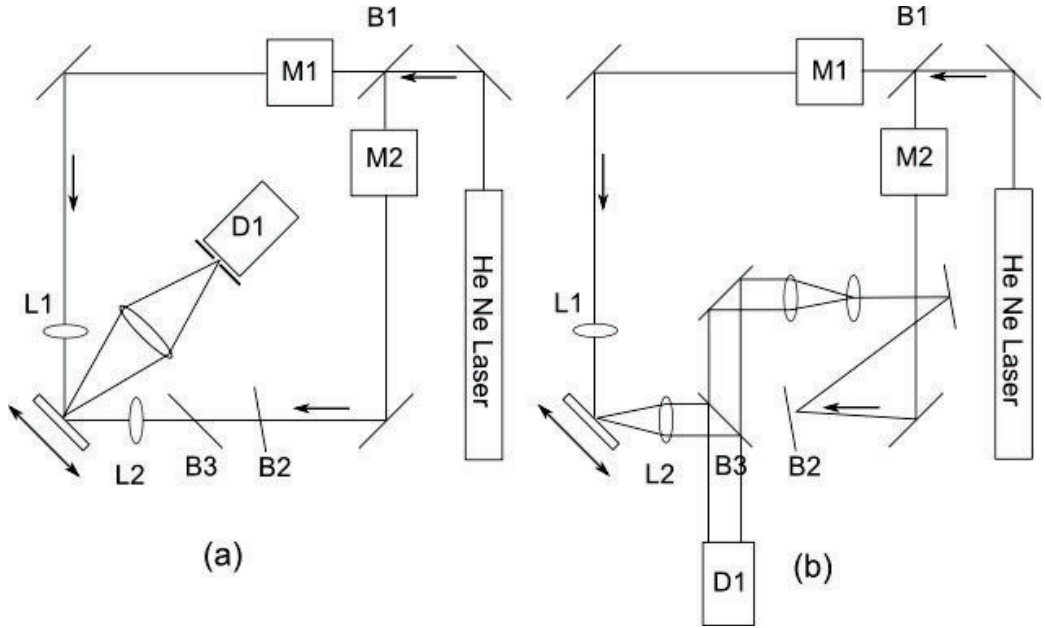 B1
M1
M2
D1
He Ne Laser
L1
L2
B3
B2
(a)
B1
M1
M2
He Ne Laser
L1
L2
B3
B2
D1
(b)